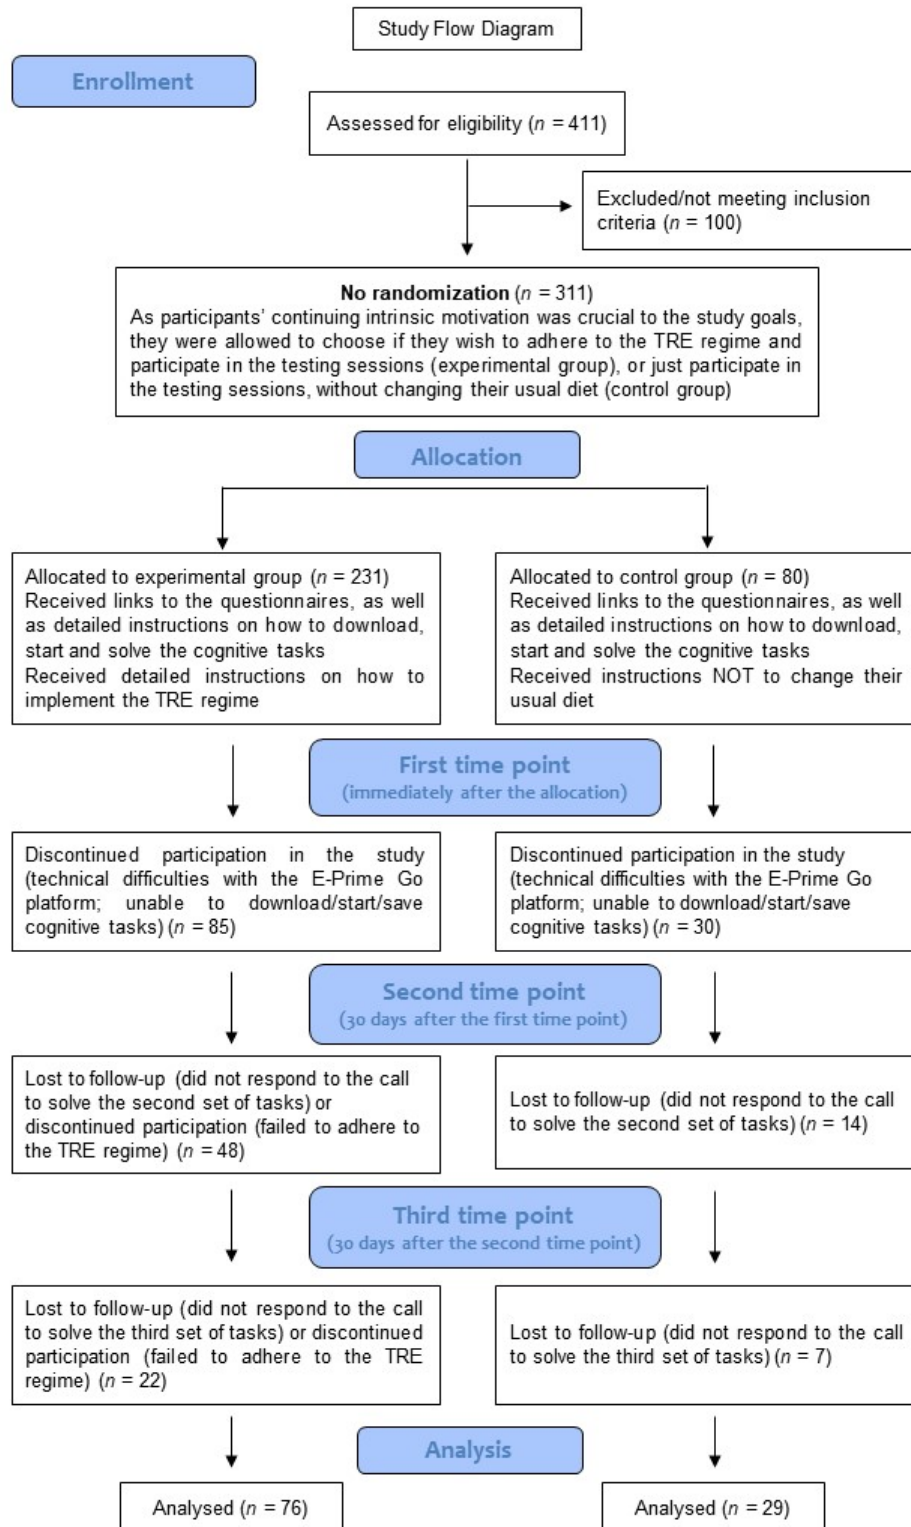 Study Flow Diagram
Enrollment
Assessed for eligibility (n = 411)
Excluded/not meeting inclusion
criteria (n = 100)
No randomization (n = 311)
As participants' continuing intrinsic motivation was crucial to the study goals,
they were allowed to choose if they wish to adhere to the TRE regime and
participate in the testing sessions (experimental group), or just participate in
the testing sessions, without changing their usual diet (control group)
Allocation
Allocated to experimental group (n = 231)
Received links to the questionnaires, as well
as detailed instructions on how to download,
start and solve the cognitive tasks
Received detailed instructions on how to
implement the TRE regime
Allocated to control group (n = 80)
Received links to the questionnaires, as well
as detailed instructions on how to download,
start and solve the cognitive tasks
Received instructions NOT to change their
usual diet
First time point
(immediately after the allocation)
Discontinued participation in the study
(technical difficulties with the E-Prime Go
platform; unable to download/start/save
cognitive tasks) (n = 85)
Discontinued participation in the study
(technical difficulties with the E-Prime Go
platform; unable to download/start/save
cognitive tasks) (n = 30)
Second time point
(30 days after the first time point)
Lost to follow-up (did not respond to the call
to solve the second set of tasks) or
discontinued participation (failed to adhere to
the TRE regime) (n = 48)
Lost to follow-up (did not respond to the call
to solve the second set of tasks) (n = 14)
Third time point
(30 days after the second time point)
Lost to follow-up (did not respond to the call
to solve the third set of tasks) or discontinued
participation (failed to adhere to the TRE
regime) (n = 22)
Lost to follow-up (did not respond to the call
to solve the third set of tasks) (n = 7)
Analysis
Analysed (n = 76)
Analysed (n = 29)